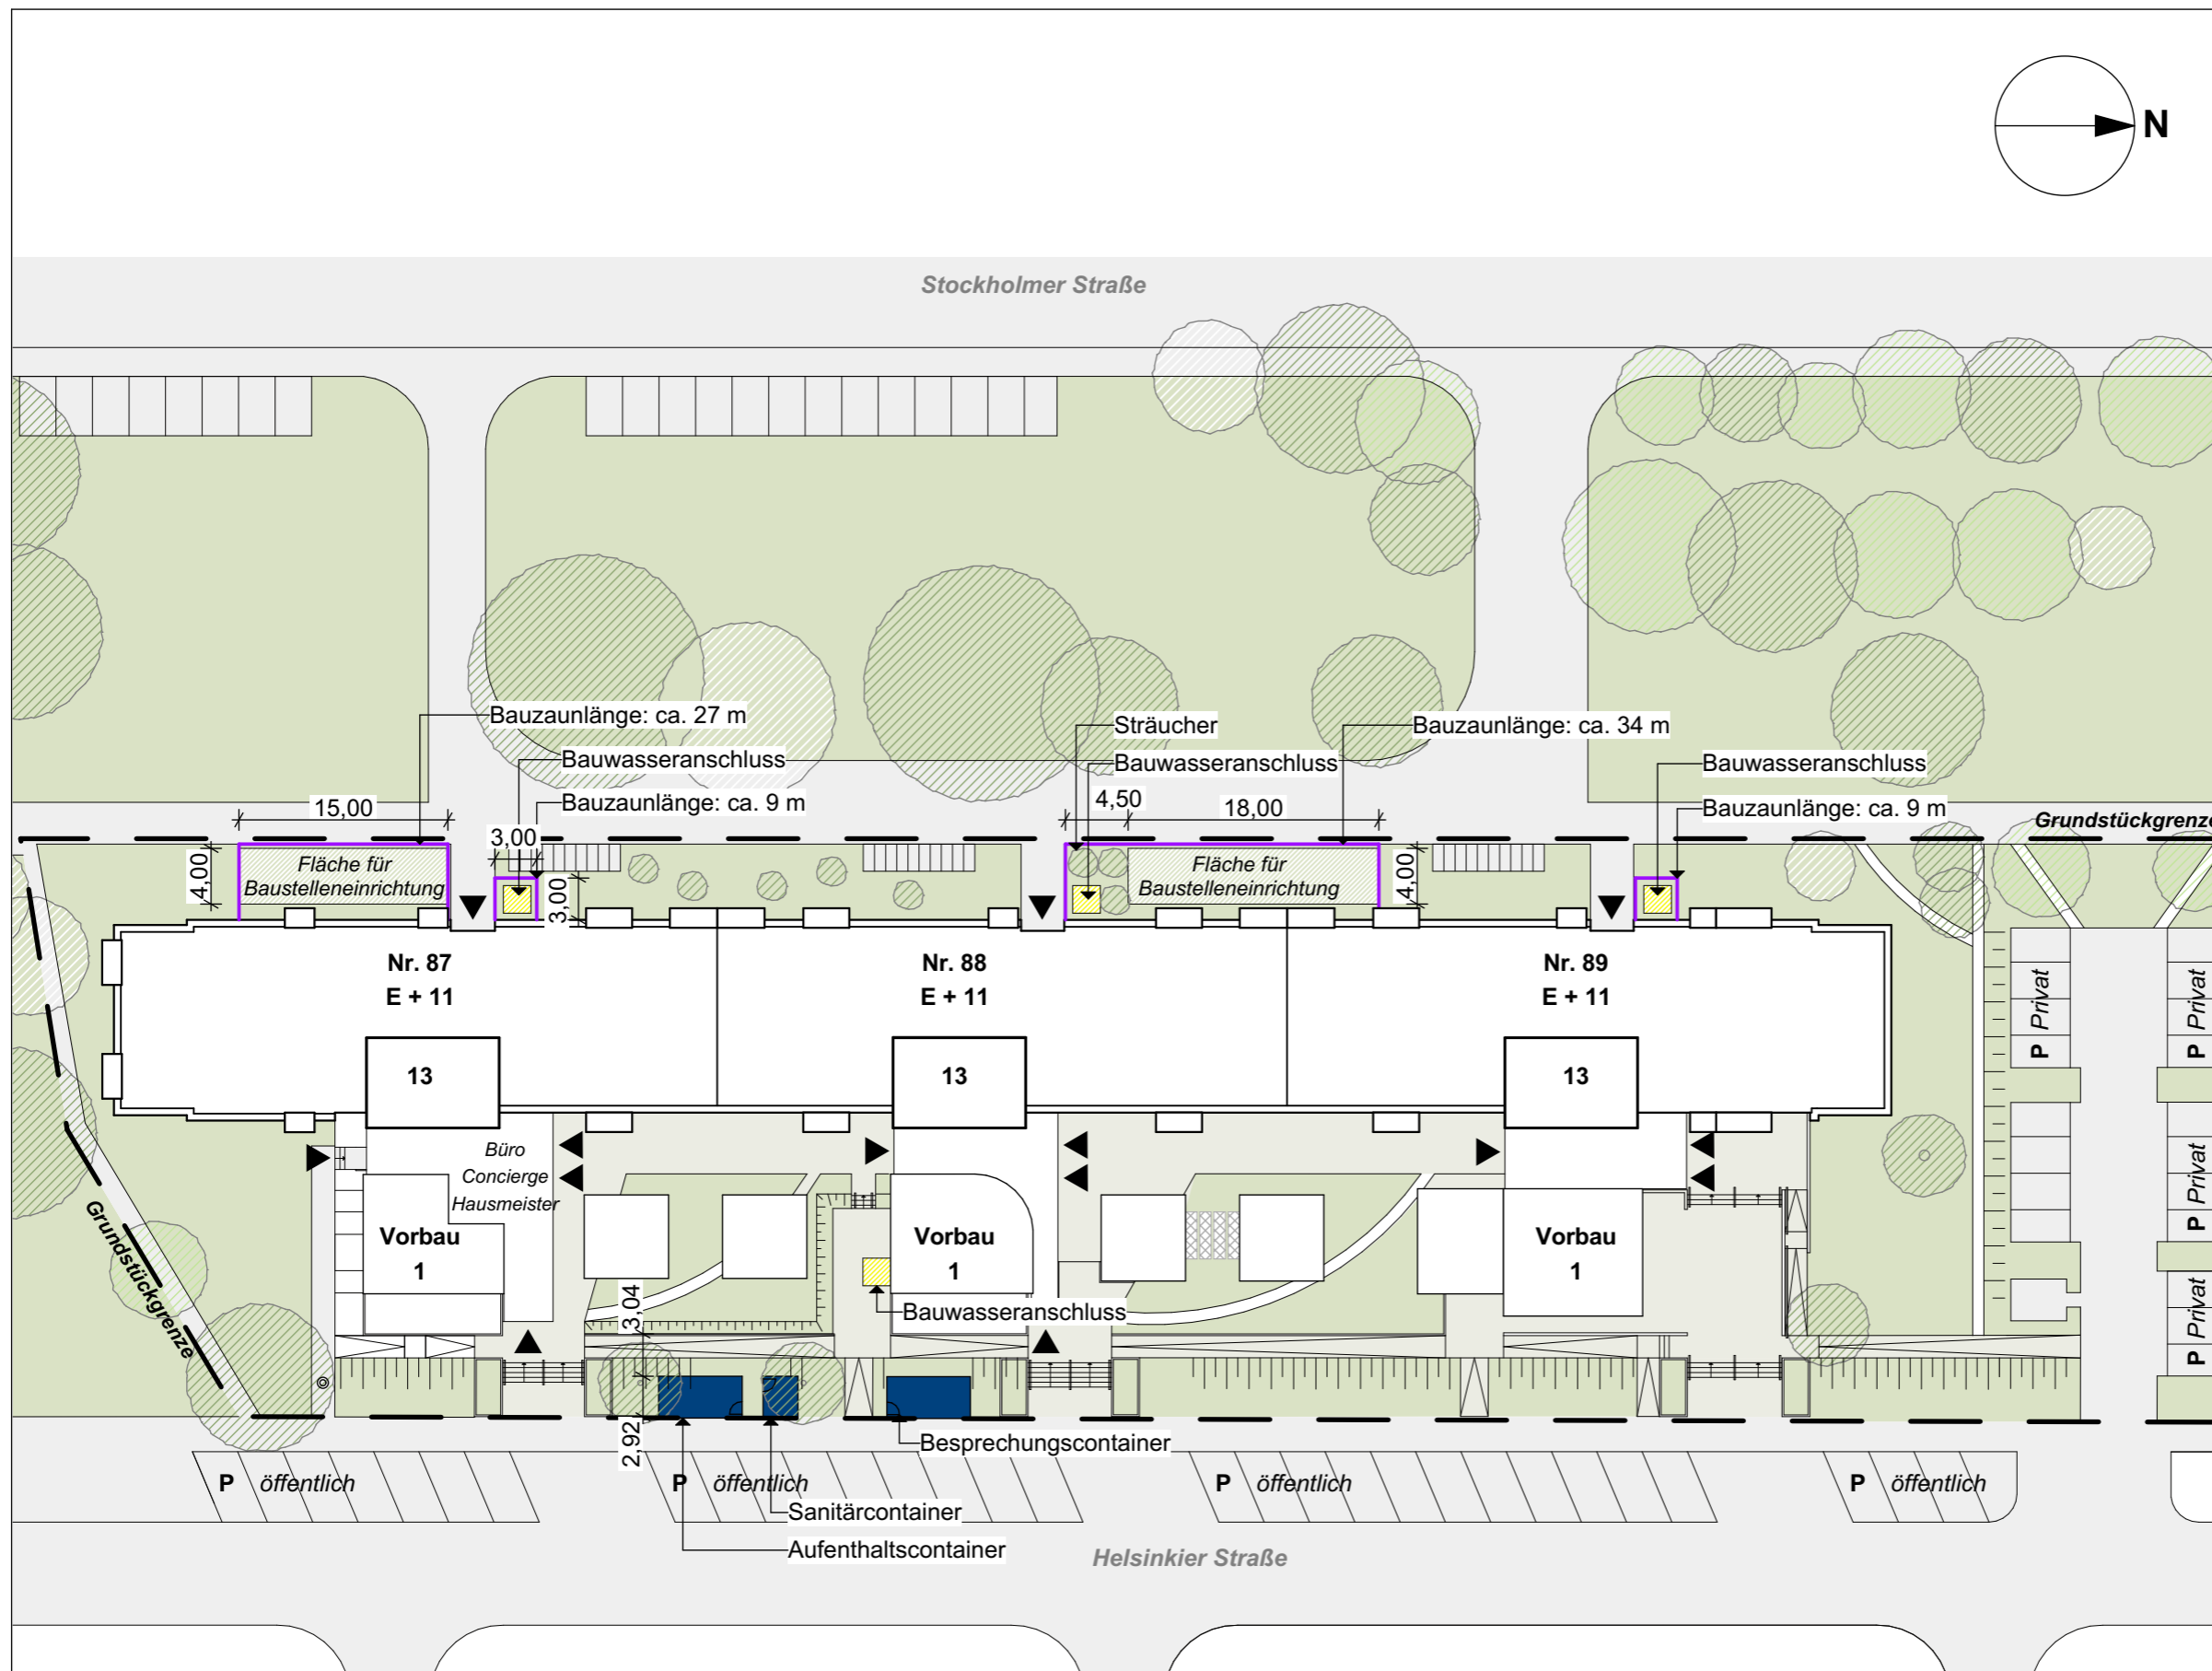 N
Stockholmer Straße
Bauzaunlänge: ca. 27 m
Sträucher
Bauzaunlänge: ca. 34 m
Bauwasseranschluss
Bauwasseranschluss
Bauwasseranschluss
15,00
Bauzaunlänge: ca. 9 m
4,50
18,00
Bauzaunlänge: ca. 9 m
Grundstückgrenze
3,00
4,00
Fläche für
Baustelleneinrichtung
3,00
Fläche für
Baustelleneinrichtung
4,00
Nr. 87
E + 11
Nr. 88
E + 11
Nr. 89
E + 11
13
13
13
P Privat
P Privat
Büro
Concierge
Hausmeister
P Privat
P Privat
Grundstückgrenze
Vorbau
1
Vorbau
1
Vorbau
1
Bauwasseranschluss
3,04
P Privat
P Privat
2,92
Besprechungscontainer
P öffentlich
P öffentlich
P öffentlich
P öffentlich
Sanitärcontainer
Aufenthaltscontainer
Helsinkier Straße